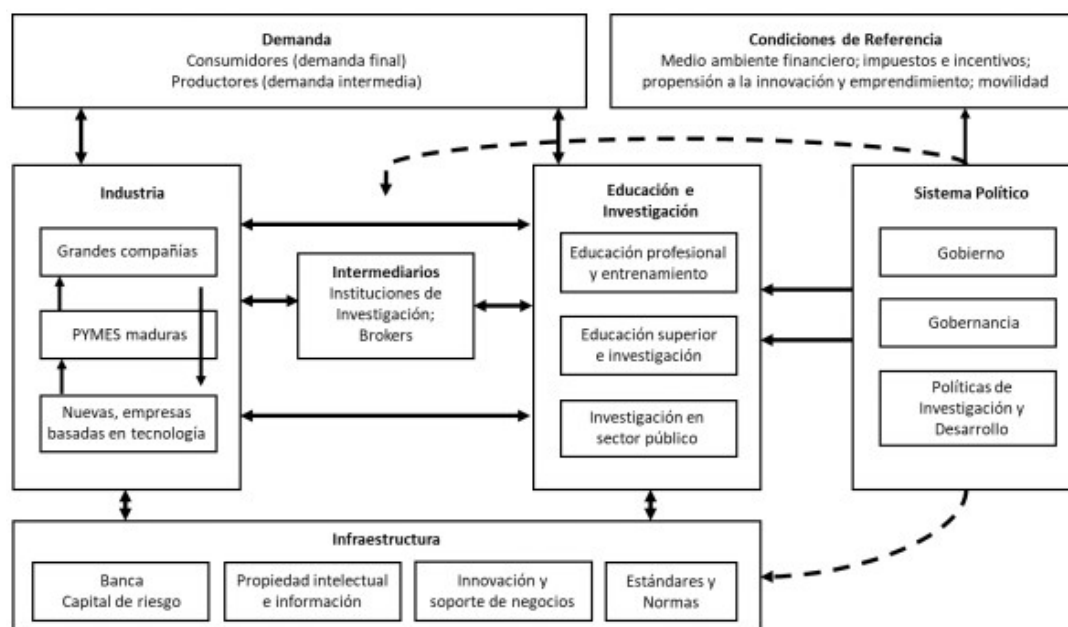 Demanda
Consumidores (demanda final)
Productores (demanda intermedia)
Condiciones de Referencia
Medio ambiente financiero; impuestos e incentivos;
propensión a la innovación y emprendimiento; movilidad
Industria
Grandes compañías
PYMES maduras
Nuevas, empresas
basadas en tecnología
Intermediarios
Instituciones de
Investigación;
Brokers
Educación e
Investigación
Educación profesional
y entrenamiento
Educación superior
e investigación
Investigación en
sector público
Sistema Político
Gobierno
Gobernancia
Políticas de
Investigación y
Desarrollo
Infraestructura
Banca
Capital de riesgo
Propiedad intelectual
e información
Innovación y
soporte de negocios
Estándares y
Normas